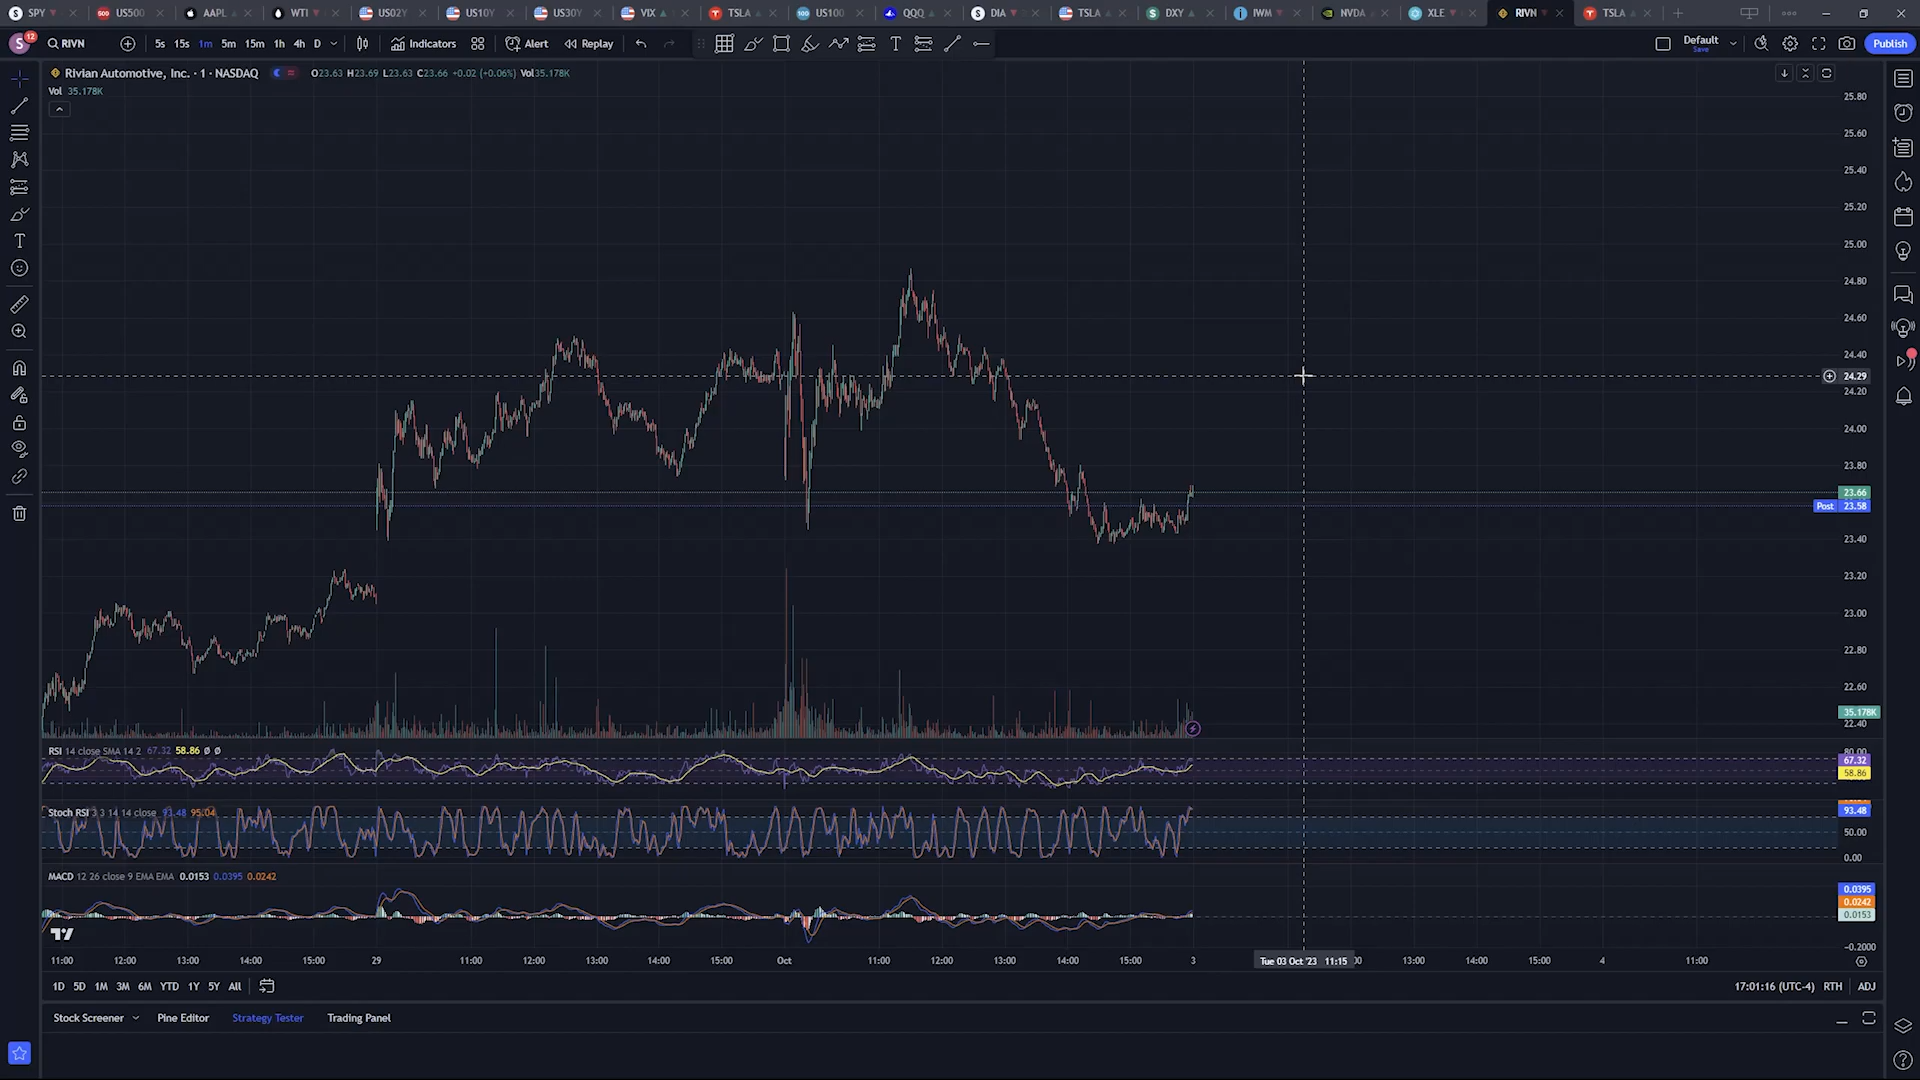 SPY US500 AAPL WTI US02Y US10Y US30Y VIX TSLA US100 QQQ DIA TSLA DXY IWM NVDA XLE RIVN TSLA
S 12 RIVN 5s 15s 1m 5m 15m 1h 4h D Indicators Alert Replay Default Save Publish
Rivian Automotive, Inc. · 1 · NASDAQ O23.63 H23.69 L23.63 C23.66 +0.02 (+0.06%) Vol35.178K
Vol 35.178K
25.80
25.60
25.40
25.20
25.00
24.80
24.60
24.40
24.29
24.20
24.00
23.80
23.66
Post 23.58
23.40
23.20
23.00
22.80
22.60
35.178K
22.40
RSI 14 close SMA 14 2 67.32 58.86 ø ø 80.00
67.32
58.86
Stoch RSI 3 3 14 14 close 93.48 95.04 93.48
50.00
0.00
MACD 12 26 close 9 EMA EMA 0.0153 0.0395 0.0242
0.0395
0.0242
0.0153
−0.2000
11:00 12:00 13:00 14:00 15:00 29 11:00 12:00 13:00 14:00 15:00 Oct 11:00 12:00 13:00 14:00 15:00 3 Tue 03 Oct '23 11:15 13:00 14:00 15:00 4 11:00
1D 5D 1M 3M 6M YTD 1Y 5Y All 17:01:16 (UTC-4) RTH ADJ
Stock Screener Pine Editor Strategy Tester Trading Panel